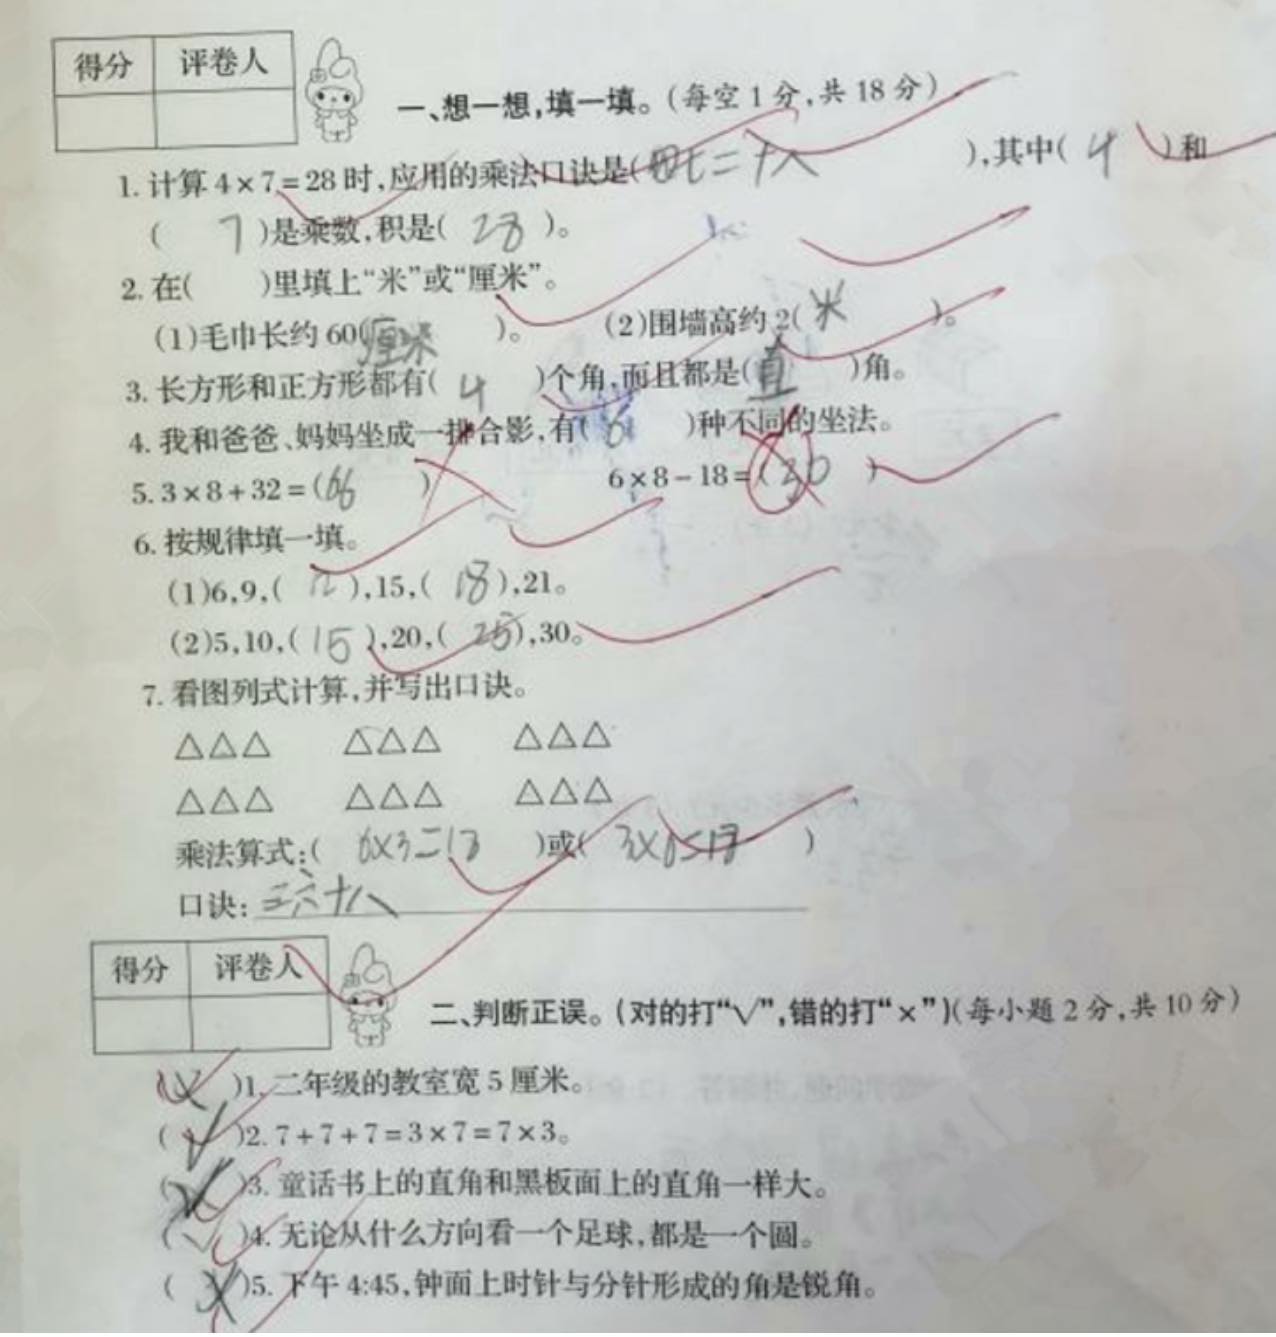 得分 评卷人
一、想一想,填一填。(每空1分,共18分)
1. 计算4×7=28时,应用的乘法口诀是(四七二十八),其中( 4 )和
( 7 )是乘数,积是( 28 )。
2. 在( )里填上“米”或“厘米”。
(1)毛巾长约60(厘米)。 (2)围墙高约2(米)。
3. 长方形和正方形都有( 4 )个角,而且都是(直)角。
4. 我和爸爸、妈妈坐成一排合影,有( 6 )种不同的坐法。
5. 3×8+32=(66) 6×8-18=(30)
6. 按规律填一填。
(1)6,9,( 12 ),15,( 18 ),21。
(2)5,10,( 15 ),20,( 25 ),30。
7. 看图列式计算,并写出口诀。
乘法算式:( 6×3=18 )或( 3×6=18 )
口诀:三六十八
得分 评卷人
二、判断正误。(对的打“√”,错的打“×”)(每小题2分,共10分)
(×)1. 二年级的教室宽5厘米。
(√)2. 7+7+7=3×7=7×3。
( )3. 童话书上的直角和黑板面上的直角一样大。
(√)4. 无论从什么方向看一个足球,都是一个圆。
(×)5. 下午4:45,钟面上时针与分针形成的角是锐角。